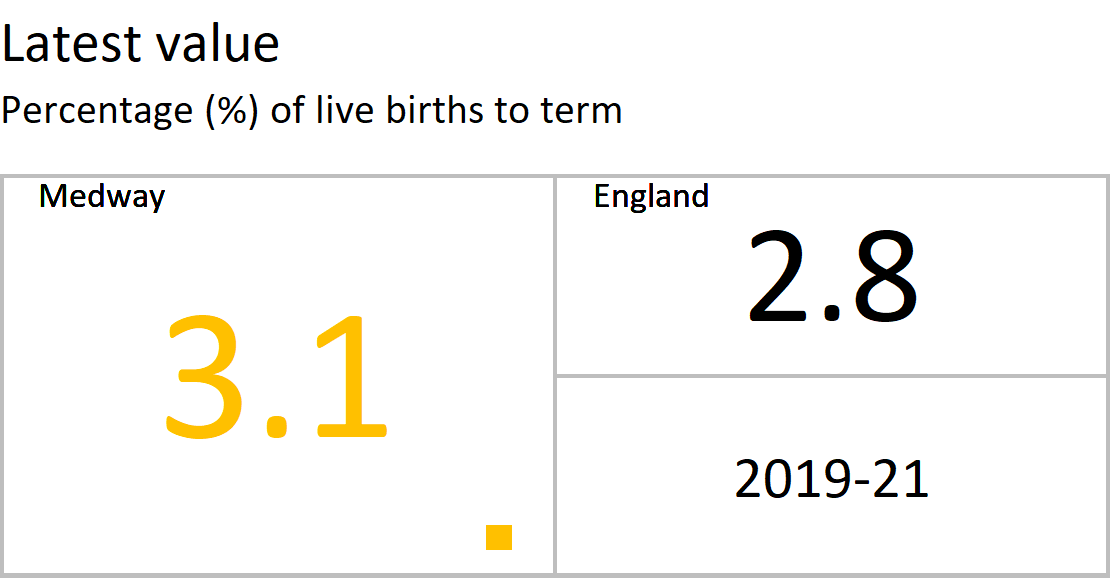 Latest value
Percentage (%) of live births to term
Medway
3.1
England
2.8
2019-21